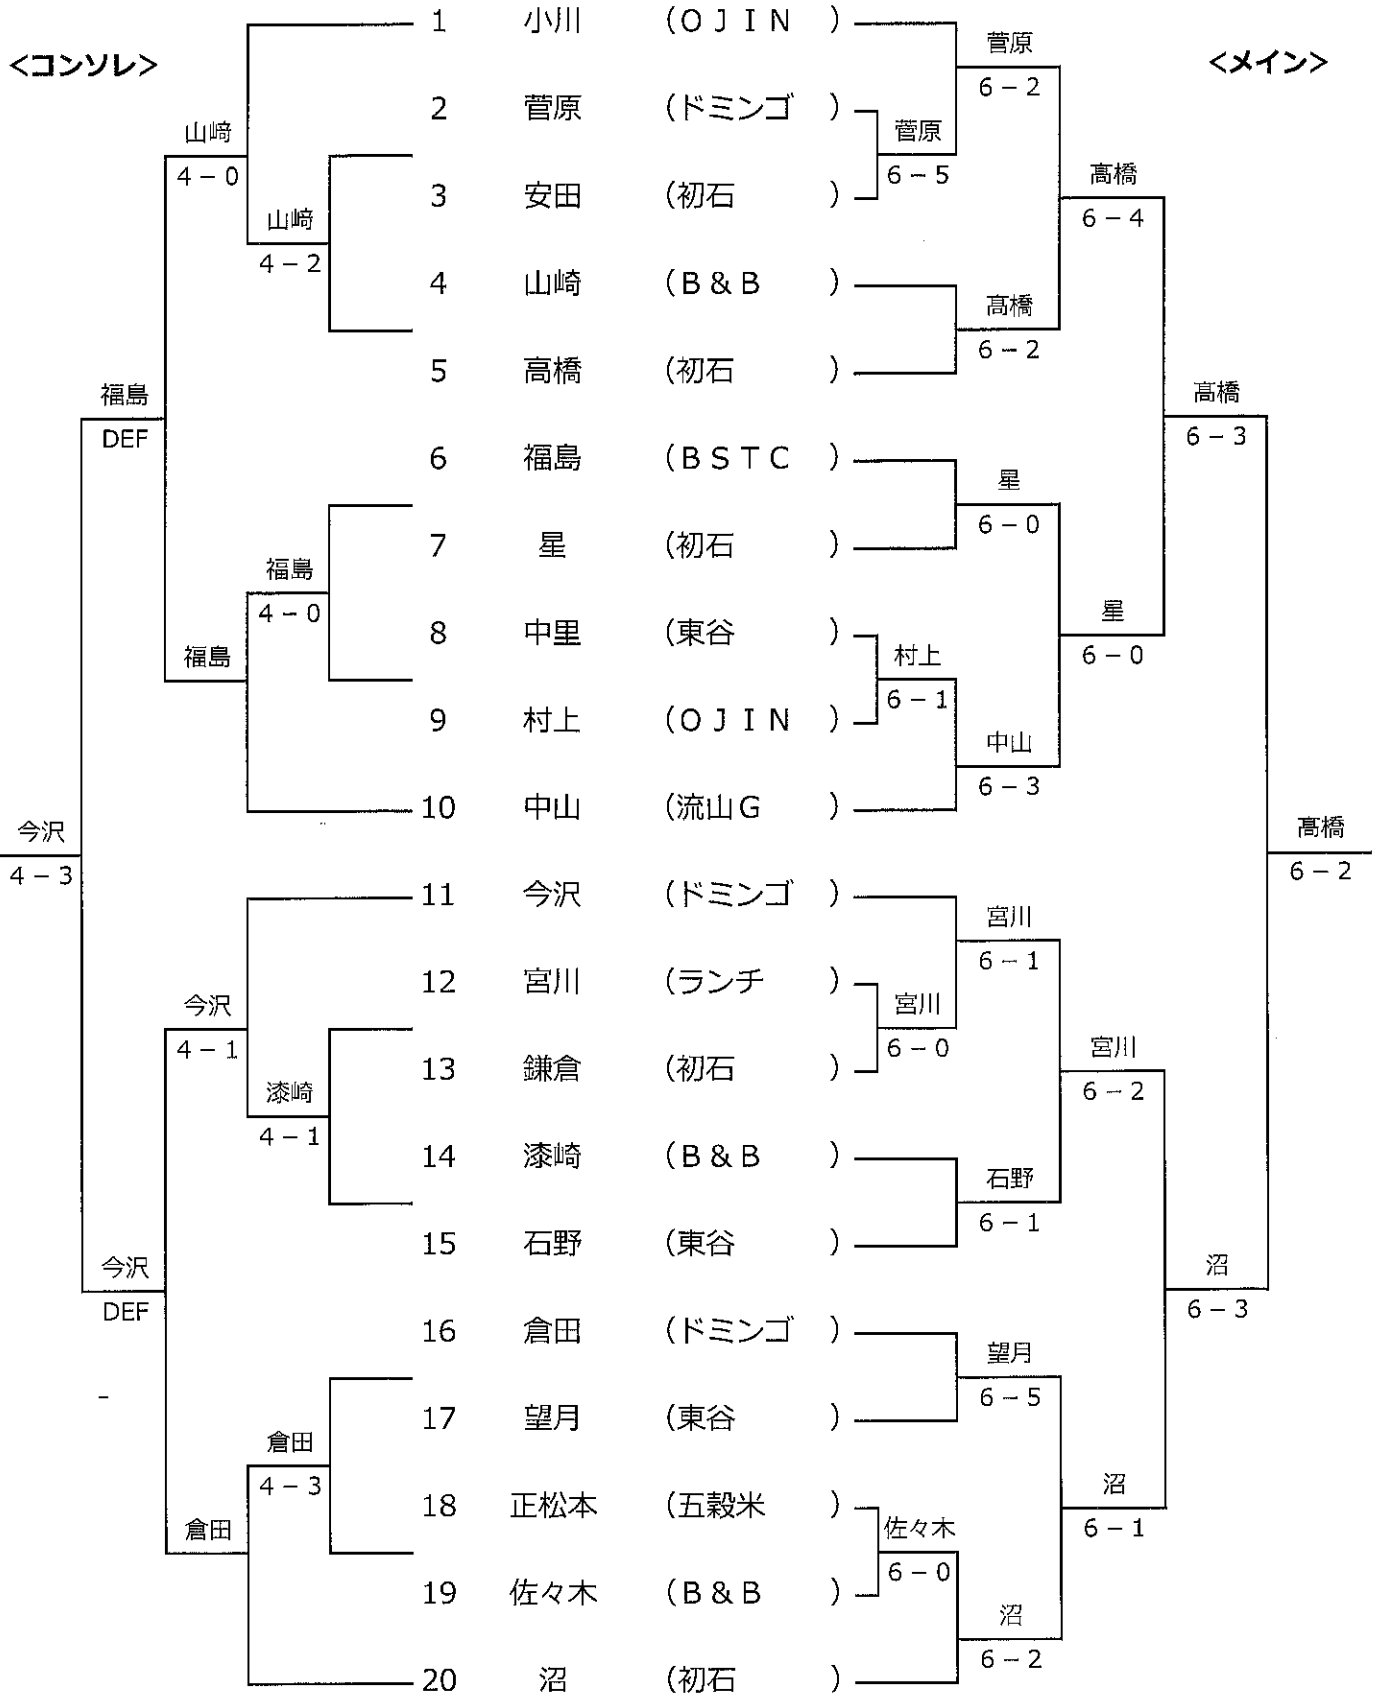 1 小川 (ＯＪＩＮ )
<コンソレ>
<メイン>
菅原
6－2
2 菅原 (ドミンゴ )
山﨑
4－0
菅原
6－5
3 安田 (初石 )
髙橋
6－4
山﨑
4－2
4 山崎 (Ｂ＆Ｂ )
髙橋
6－2
5 高橋 (初石 )
福島
DEF
髙橋
6－3
6 福島 (ＢＳＴＣ )
星
6－0
7 星 (初石 )
福島
4－0
星
6－0
8 中里 (東谷 )
福島
村上
6－1
9 村上 (ＯＪＩＮ )
中山
6－3
10 中山 (流山Ｇ )
今沢
4－3
髙橋
6－2
11 今沢 (ドミンゴ )
宮川
6－1
12 宮川 (ランチ )
今沢
4－1
宮川
6－0
13 鎌倉 (初石 )
宮川
6－2
漆崎
4－1
14 漆崎 (Ｂ＆Ｂ )
石野
6－1
15 石野 (東谷 )
今沢
DEF
沼
6－3
16 倉田 (ドミンゴ )
望月
6－5
17 望月 (東谷 )
倉田
4－3
沼
6－1
18 正松本 (五穀米 )
倉田
佐々木
6－0
19 佐々木 (Ｂ＆Ｂ )
沼
6－2
20 沼 (初石 )